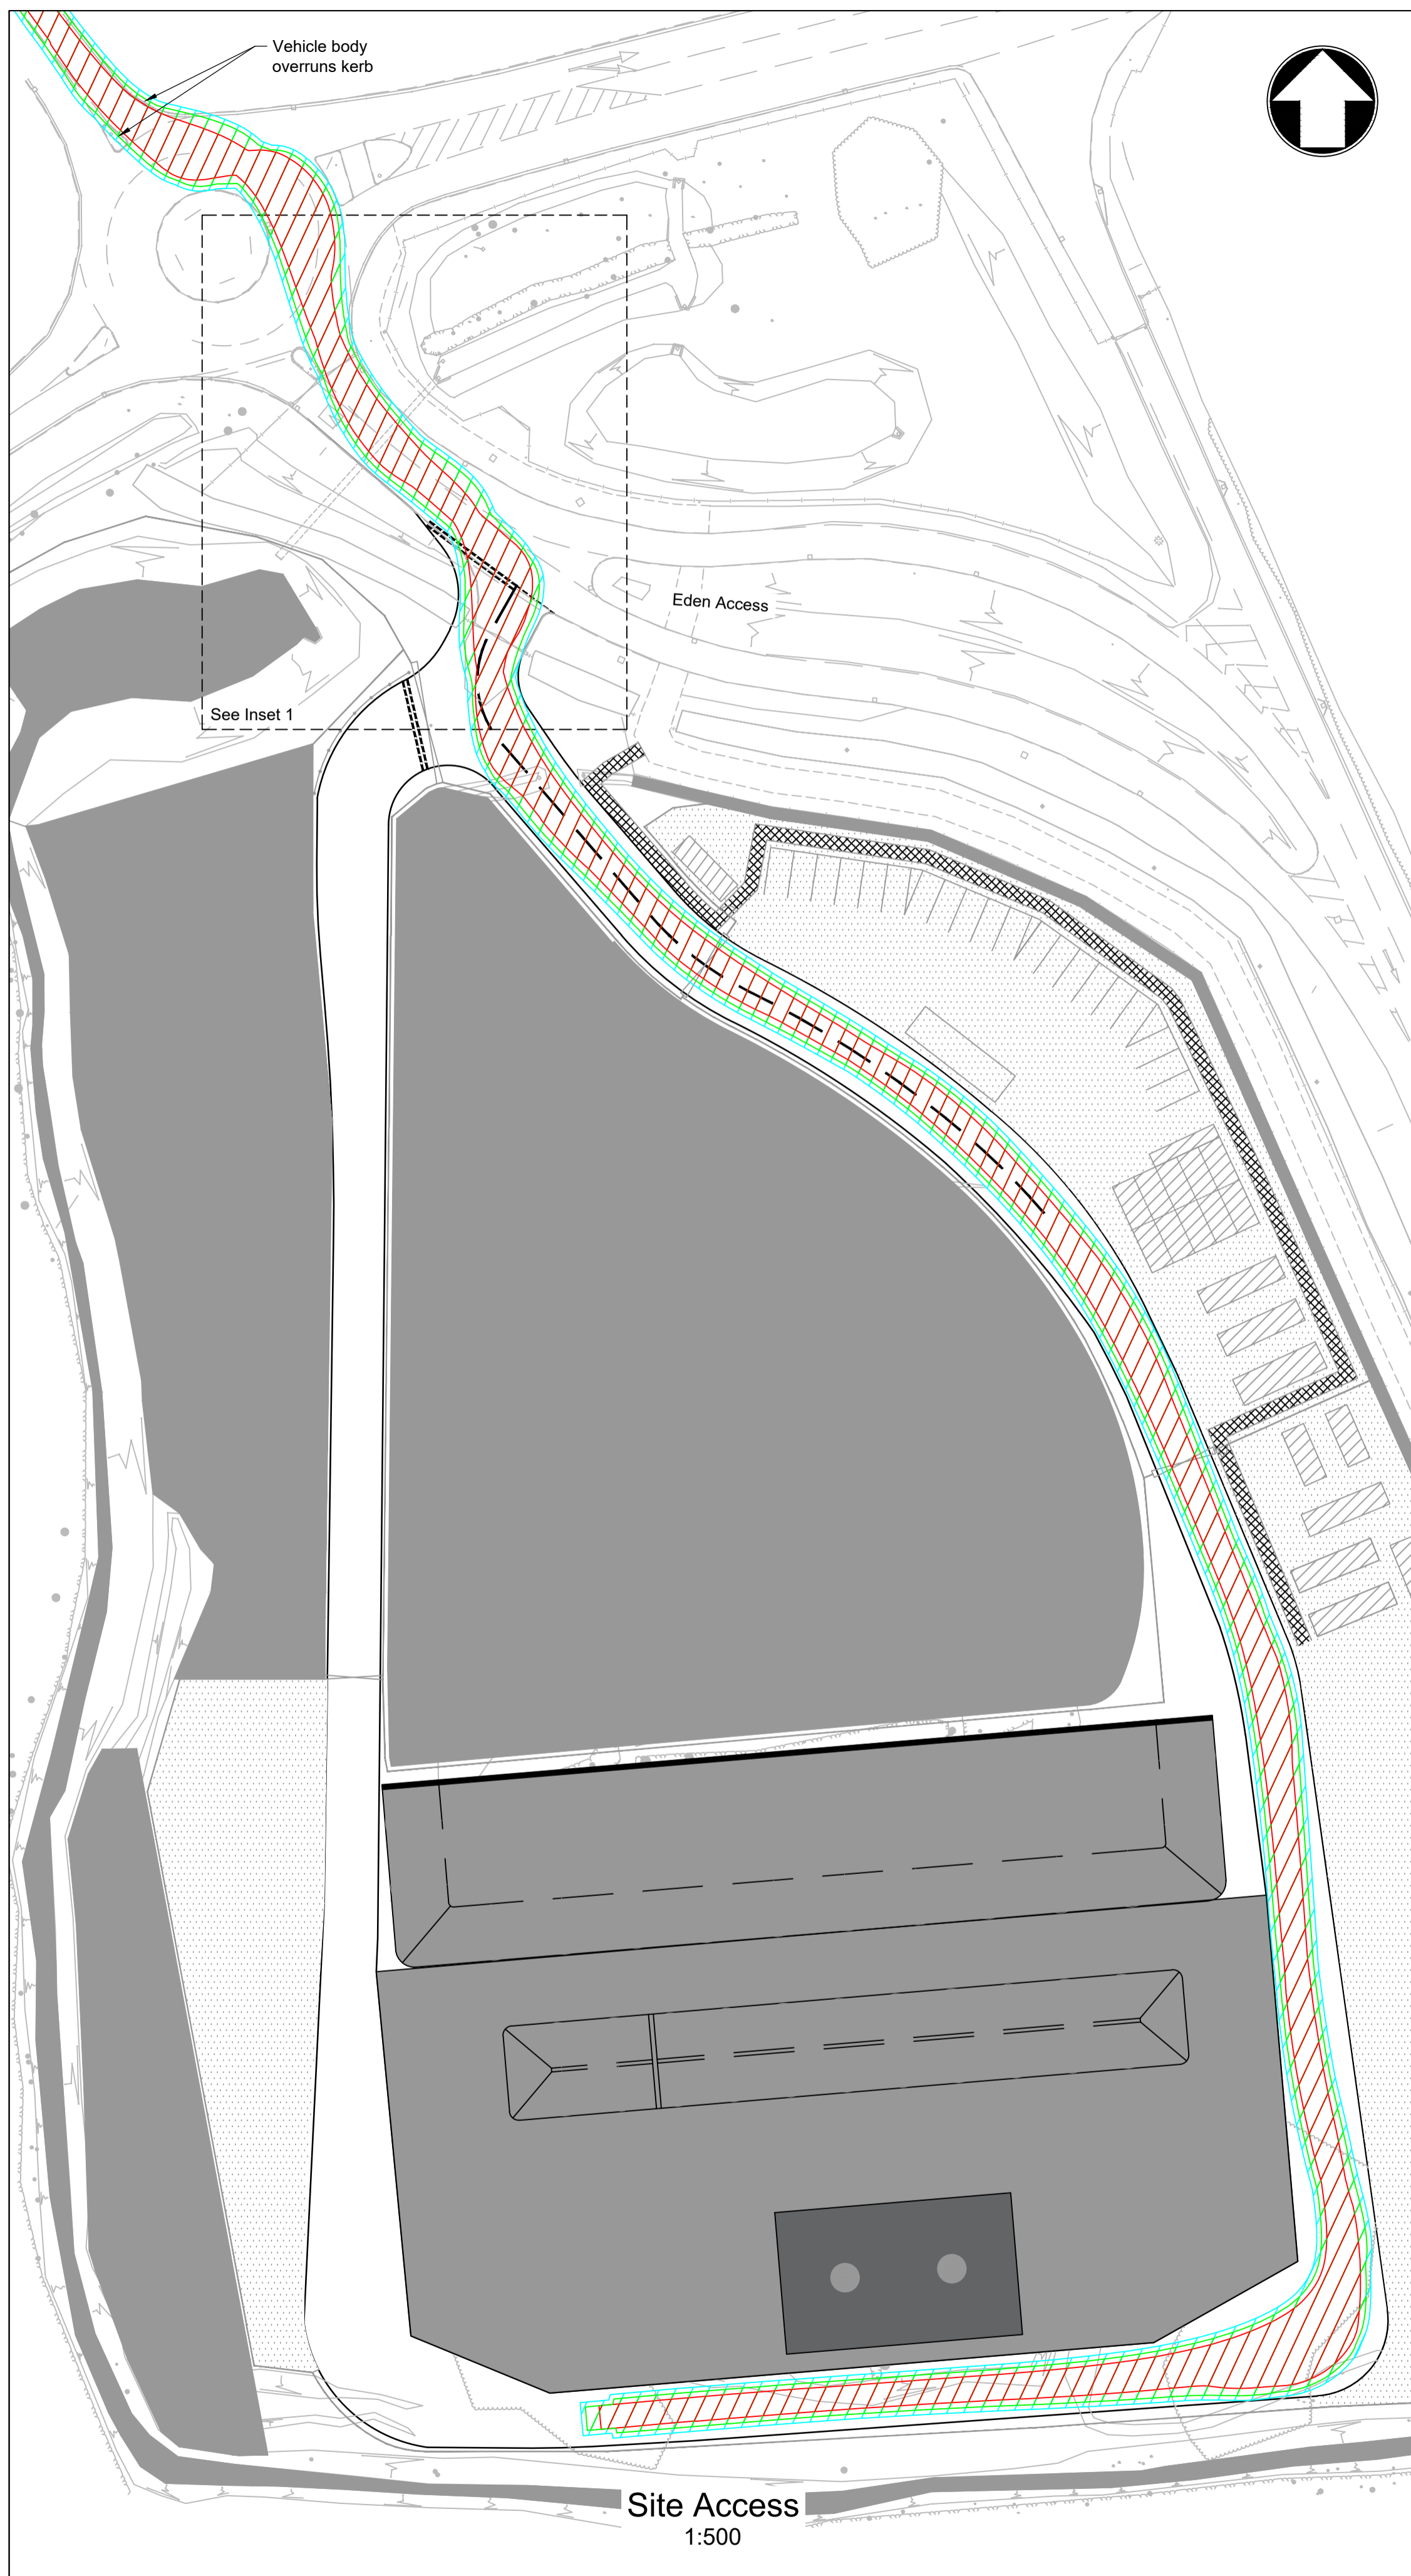 Vehicle body
overruns kerb
Eden Access
See Inset 1
Site Access
1:500